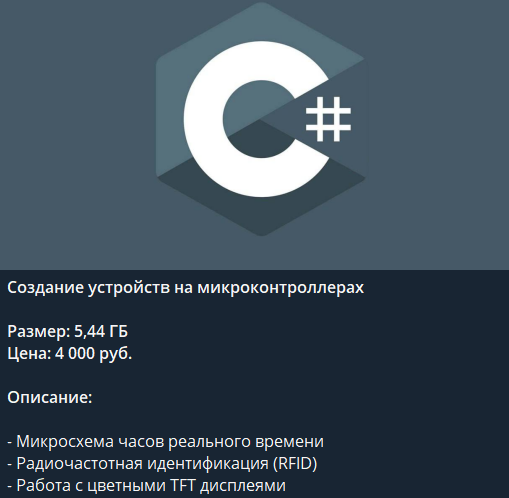 C#
Создание устройств на микроконтроллерах
Размер: 5,44 ГБ
Цена: 4 000 руб.
Описание:
- Микросхема часов реального времени
- Радиочастотная идентификация (RFID)
- Работа с цветными TFT дисплеями